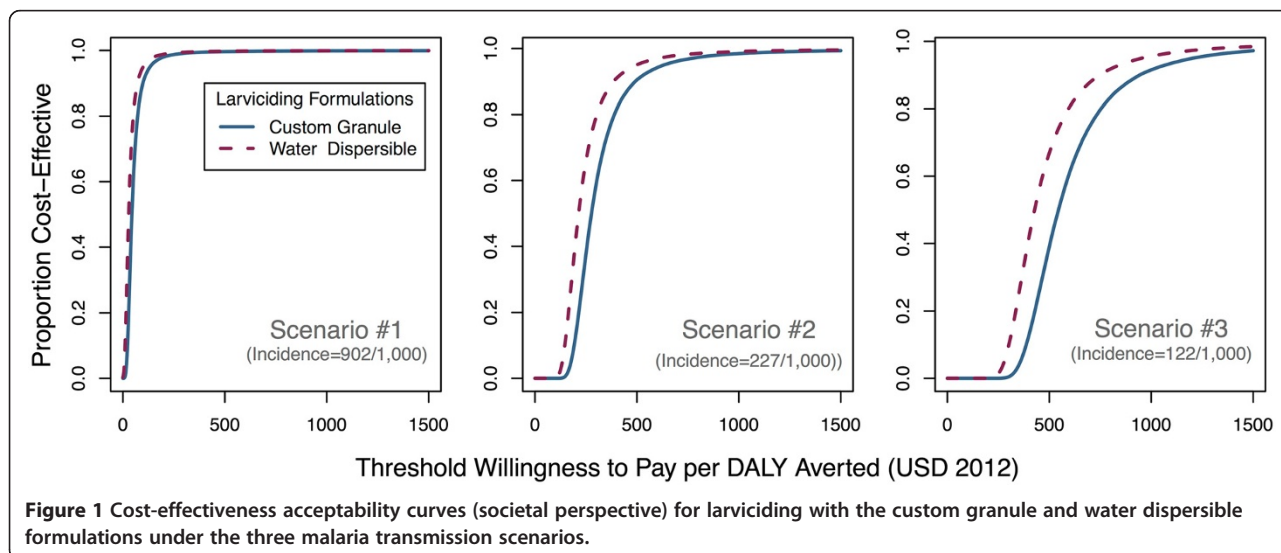 Proportion Cost-Effective
0.0 0.2 0.4 0.6 0.8 1.0
Larviciding Formulations
Custom Granule
Water Dispersible
Scenario #1
(Incidence=902/1,000)
0 500 1000 1500
0.0 0.2 0.4 0.6 0.8 1.0
Scenario #2
(Incidence=227/1,000))
0 500 1000 1500
0.0 0.2 0.4 0.6 0.8 1.0
Scenario #3
(Incidence=122/1,000)
0 500 1000 1500
Threshold Willingness to Pay per DALY Averted (USD 2012)
Figure 1 Cost-effectiveness acceptability curves (societal perspective) for larviciding with the custom granule and water dispersible
formulations under the three malaria transmission scenarios.